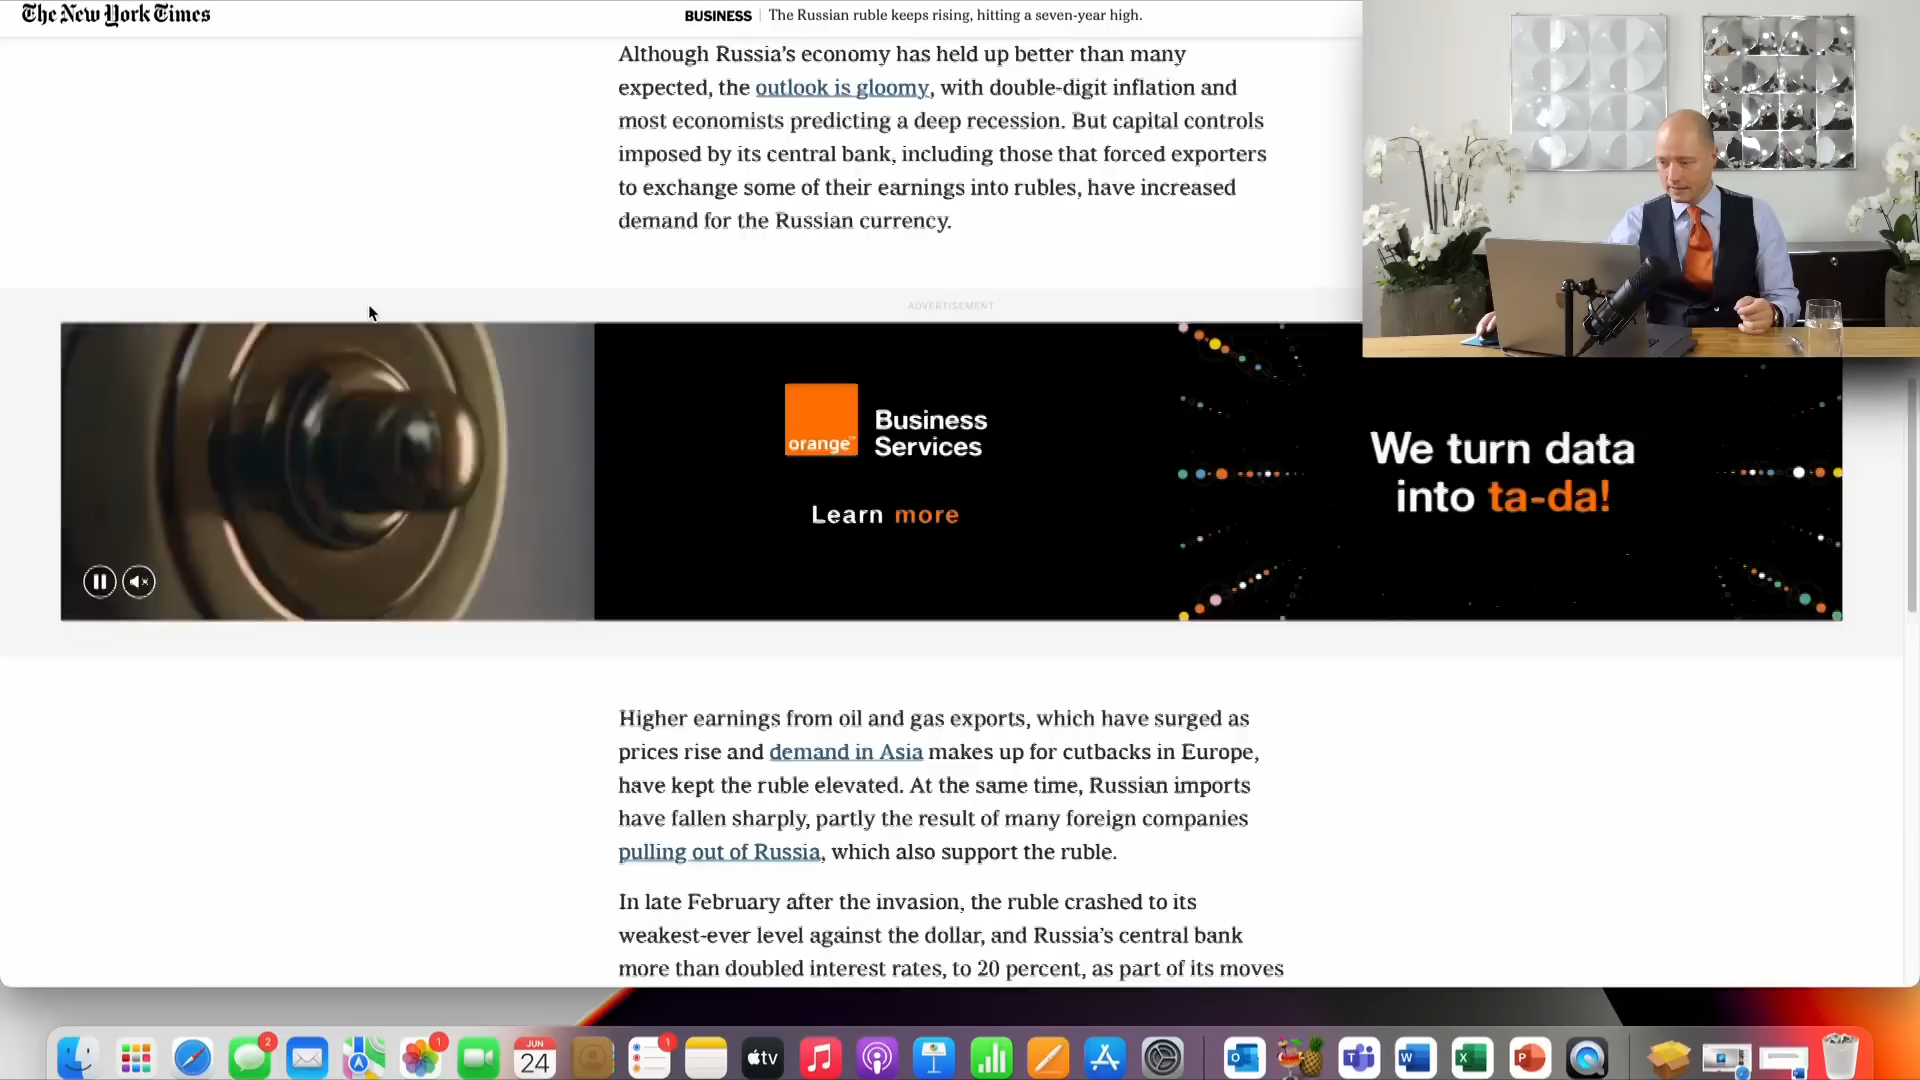 The New York Times
BUSINESS | The Russian ruble keeps rising, hitting a seven-year high.
Although Russia's economy has held up better than many
expected, the outlook is gloomy, with double-digit inflation and
most economists predicting a deep recession. But capital controls
imposed by its central bank, including those that forced exporters
to exchange some of their earnings into rubles, have increased
demand for the Russian currency.
ADVERTISEMENT
orange™
Business
Services
Learn more
We turn data
into ta-da!
Higher earnings from oil and gas exports, which have surged as
prices rise and demand in Asia makes up for cutbacks in Europe,
have kept the ruble elevated. At the same time, Russian imports
have fallen sharply, partly the result of many foreign companies
pulling out of Russia, which also support the ruble.
In late February after the invasion, the ruble crashed to its
weakest-ever level against the dollar, and Russia's central bank
more than doubled interest rates, to 20 percent, as part of its moves
2
1
JUN
24
1
tv